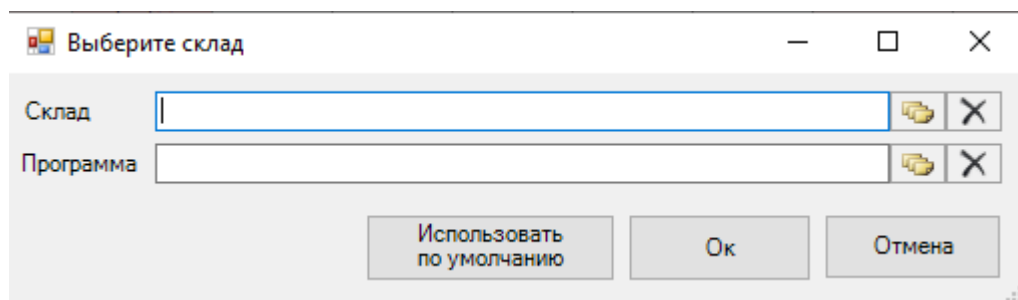 Выберите склад
Склад
Программа
Использовать
по умолчанию
Ок
Отмена